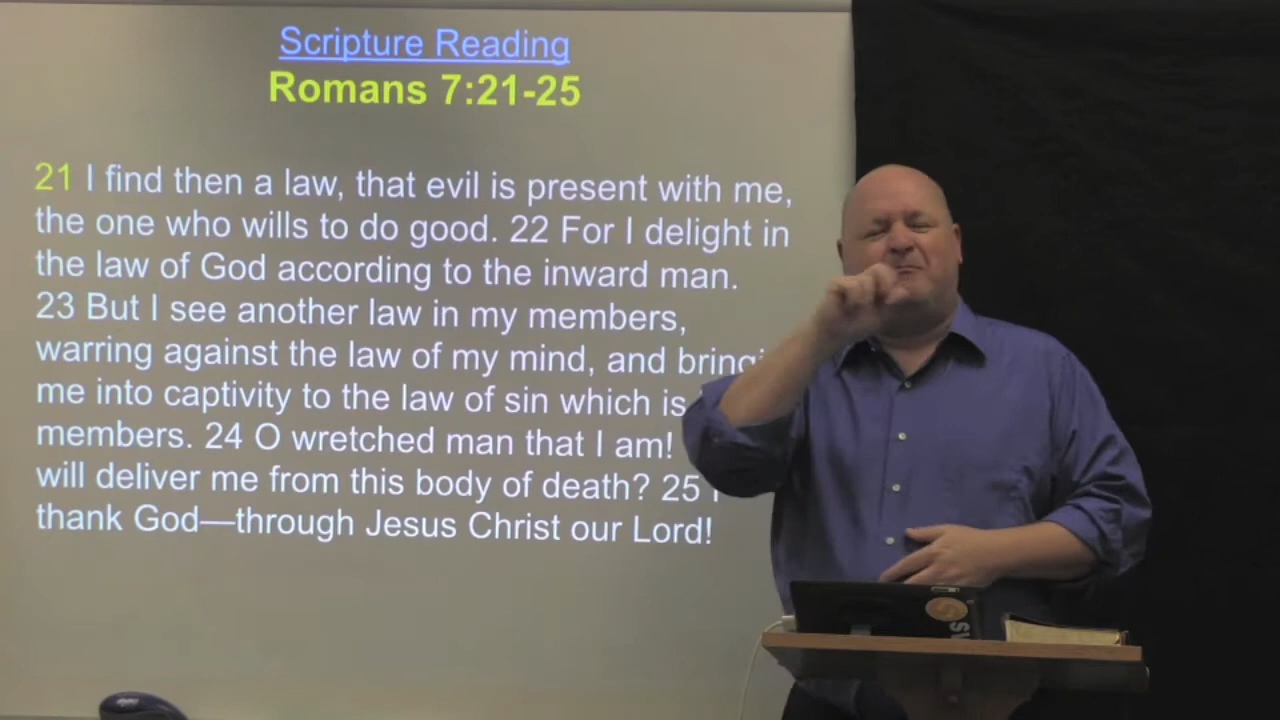 Scripture Reading
Romans 7:21-25
21 I find then a law, that evil is present with me,
the one who wills to do good. 22 For I delight in
the law of God according to the inward man.
23 But I see another law in my members,
warring against the law of my mind, and
me into captivity to the law of sin which is
members. 24 O wretched man that I am!
will deliver me from this body of death? 25
thank God—through Jesus Christ our Lord!